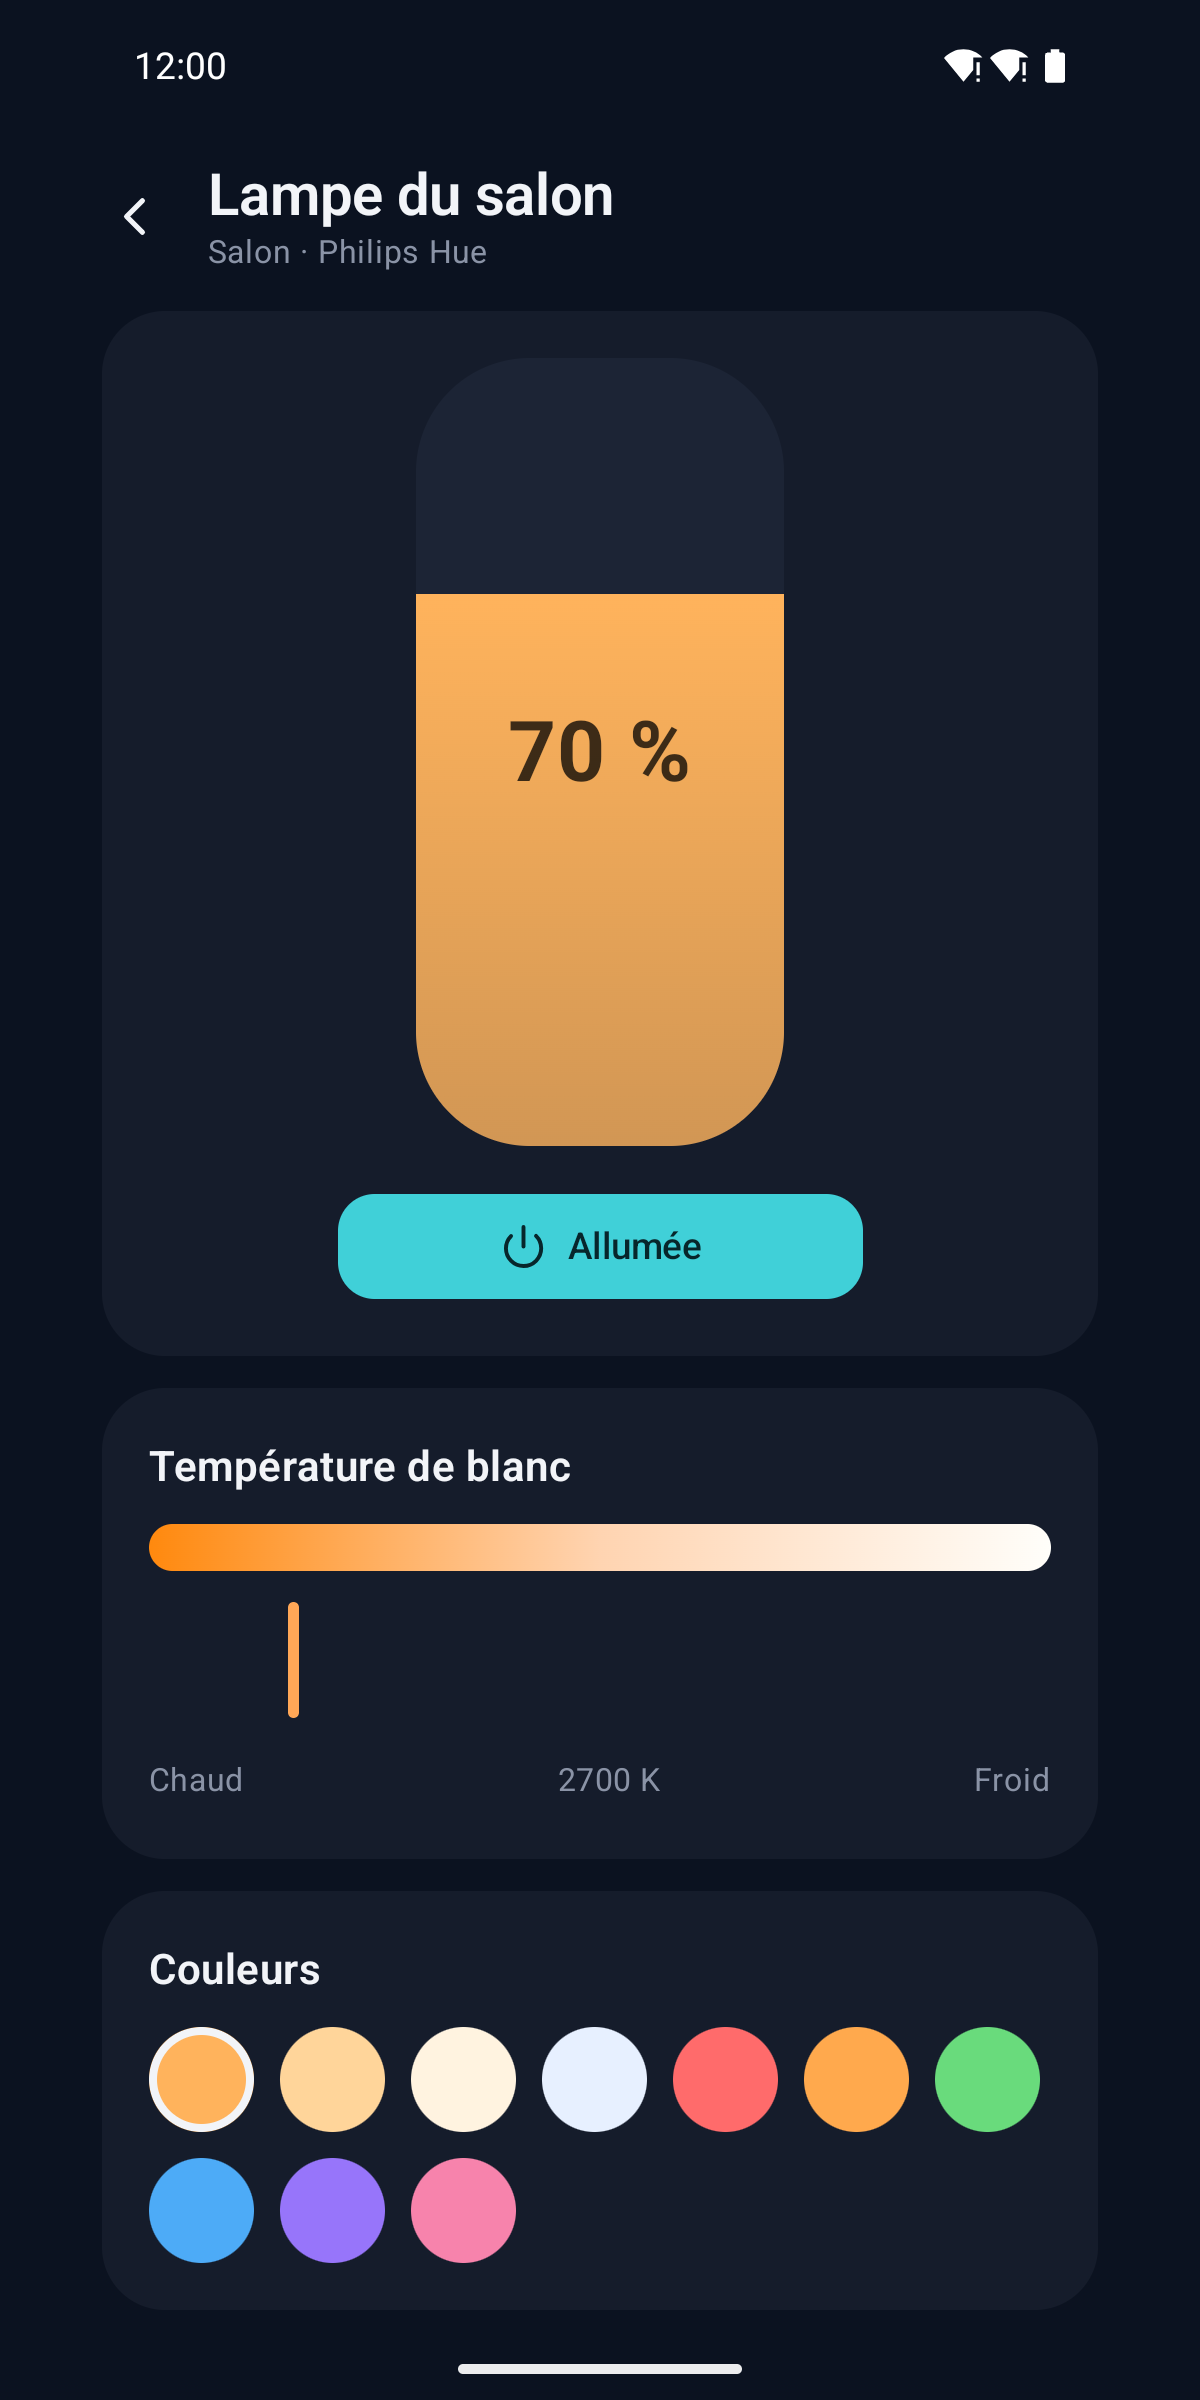 12:00
Lampe du salon
Salon · Philips Hue
70 %
Allumée
Température de blanc
Chaud 2700 K Froid
Couleurs